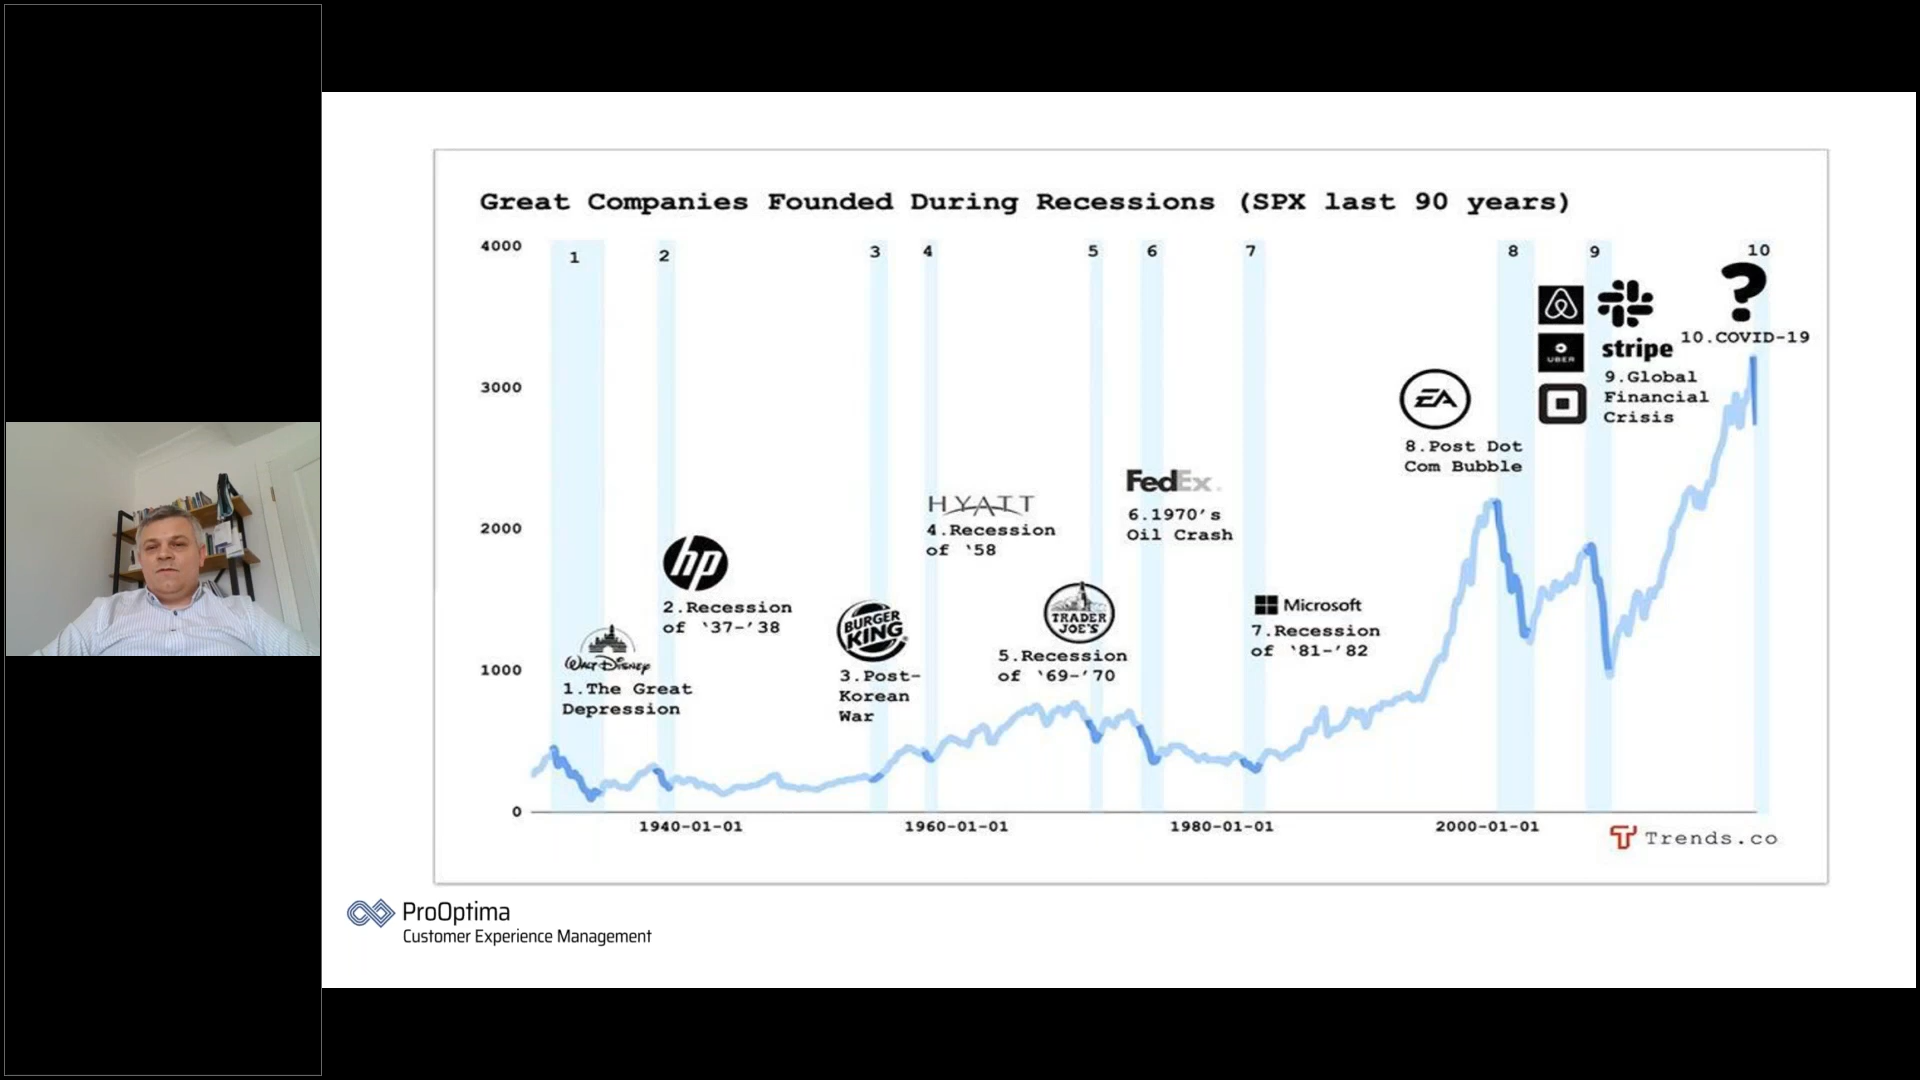 Great Companies Founded During Recessions (SPX last 90 years)
4000
3000
2000
1000
0
1
2
3
4
5
6
7
8
9
10
WALT DISNEY
1.The Great
Depression
hp
2.Recession
of ‘37-’38
BURGER
KING
3.Post-
Korean
War
HYATT
4.Recession
of ‘58
TRADER
JOE'S
5.Recession
of ‘69-’70
FedEx.
6.1970’s
Oil Crash
Microsoft
7.Recession
of ‘81-’82
EA
8.Post Dot
Com Bubble
UBER
stripe
9.Global
Financial
Crisis
?
10.COVID-19
1940-01-01
1960-01-01
1980-01-01
2000-01-01
Trends.co
ProOptima
Customer Experience Management